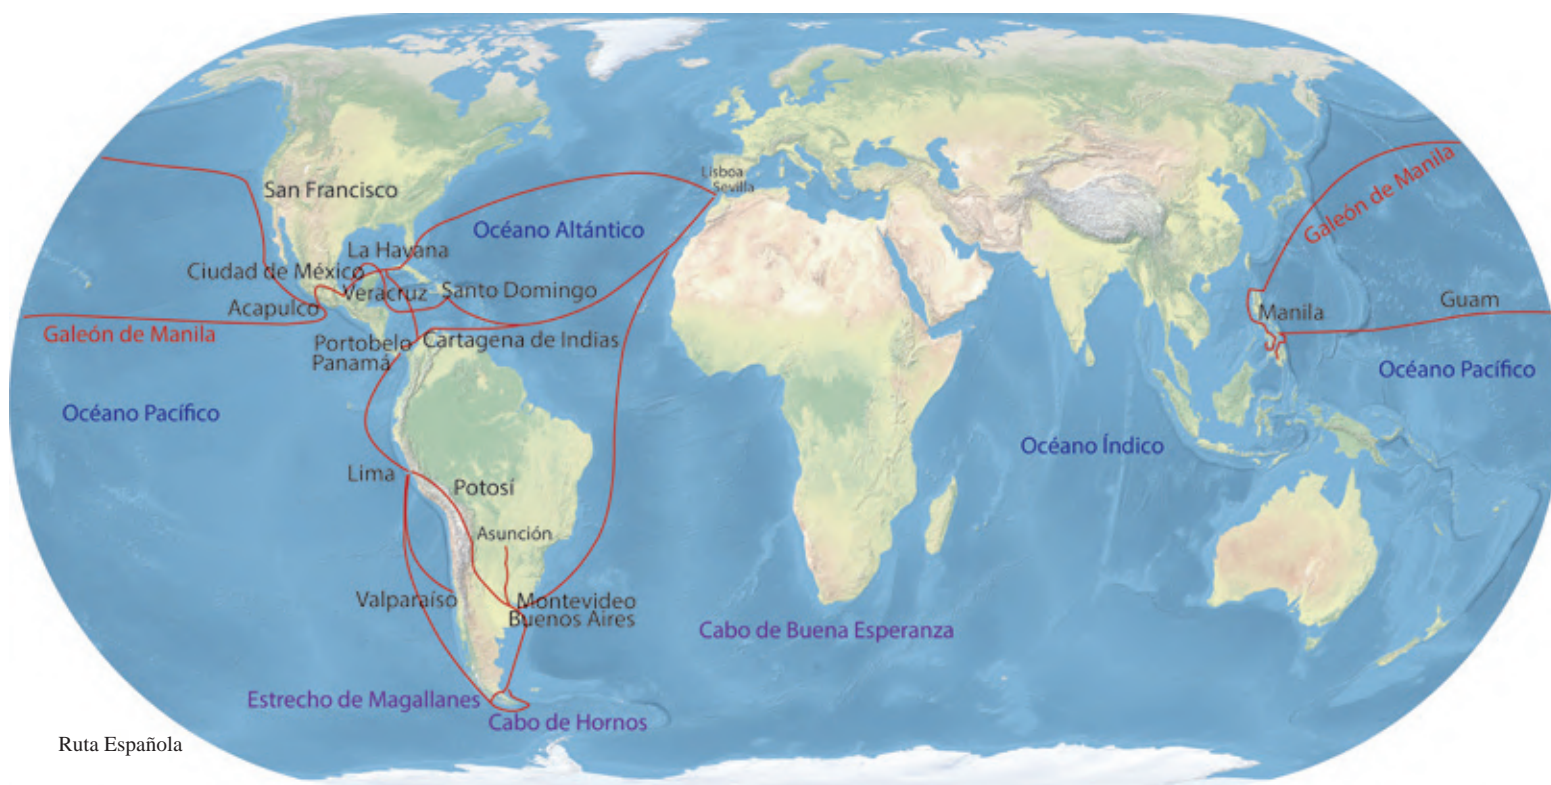 Lisboa
Sevilla
Galeón de Manila
San Francisco
Océano Altántico
La Havana
Ciudad de México
Veracruz
Santo Domingo
Acapulco
Guam
Manila
Galeón de Manila
Portobelo
Cartagena de Indias
Panamá
Océano Pacífico
Océano Pacífico
Océano Índico
Lima
Potosí
Asunción
Valparaíso
Montevideo
Buenos Aires
Cabo de Buena Esperanza
Estrecho de Magallanes
Cabo de Hornos
Ruta Española